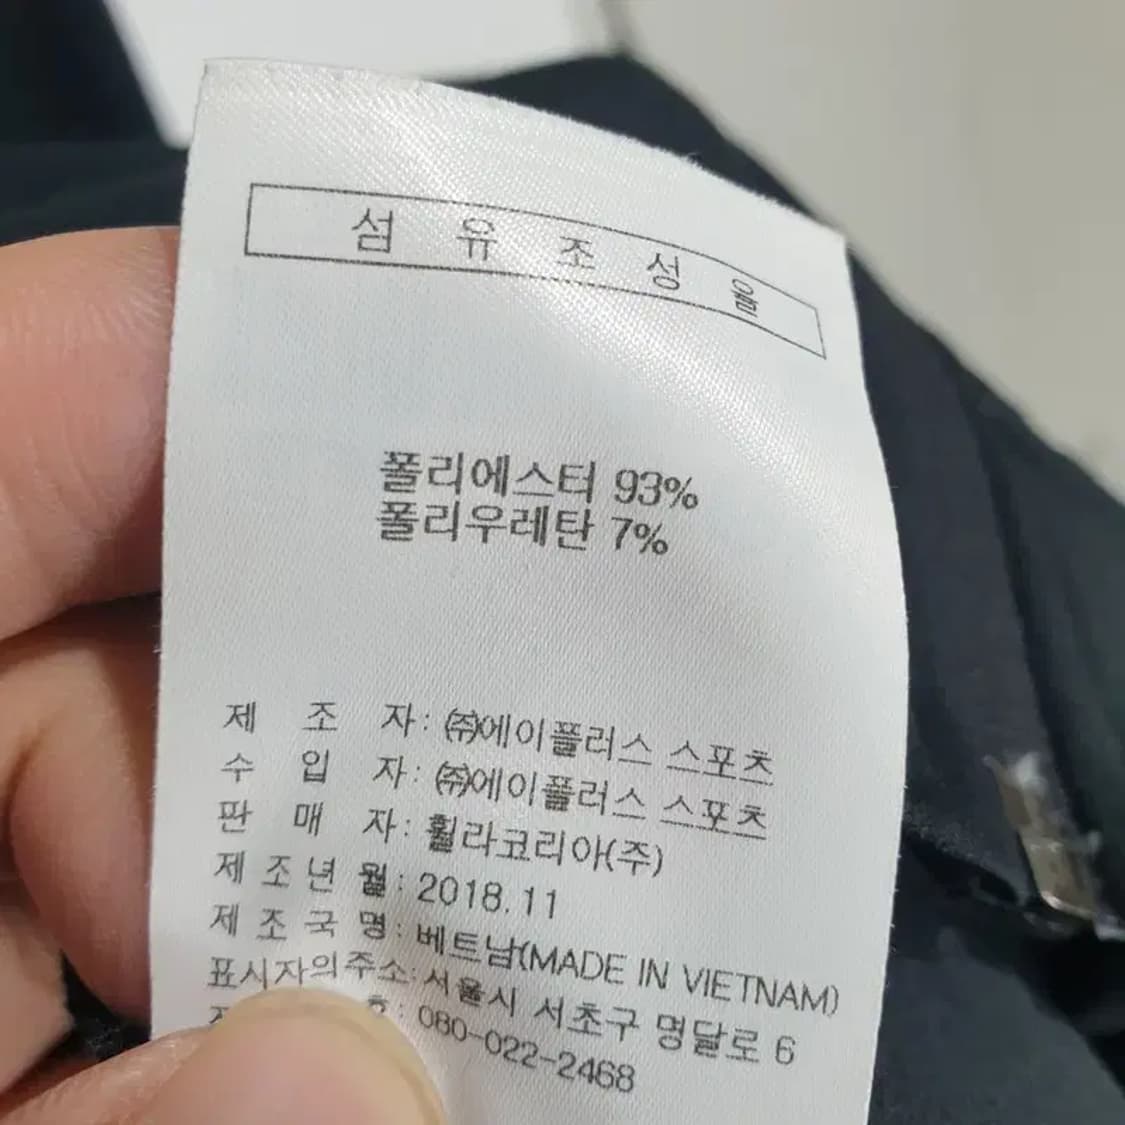 섬 유 조 성 율
폴리에스터 93%
폴리우레탄 7%
제 조 자: ㈜에이플러스 스포츠
수 입 자: ㈜에이플러스 스포츠
판 매 자: 휠라코리아(주)
제조년월: 2018.11
제조국명: 베트남(MADE IN VIETNAM)
표시자의주소:서울시 서초구 명달로 6
: 080-022-2468